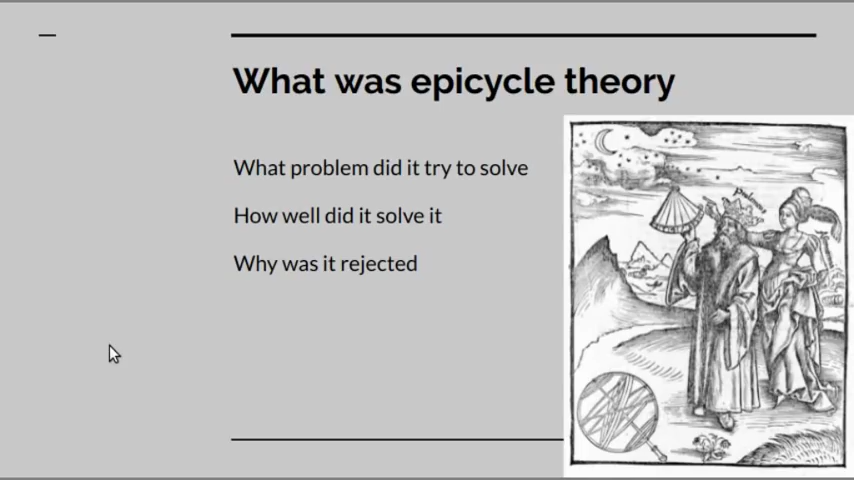 What was epicycle theory
What problem did it try to solve
How well did it solve it
Why was it rejected